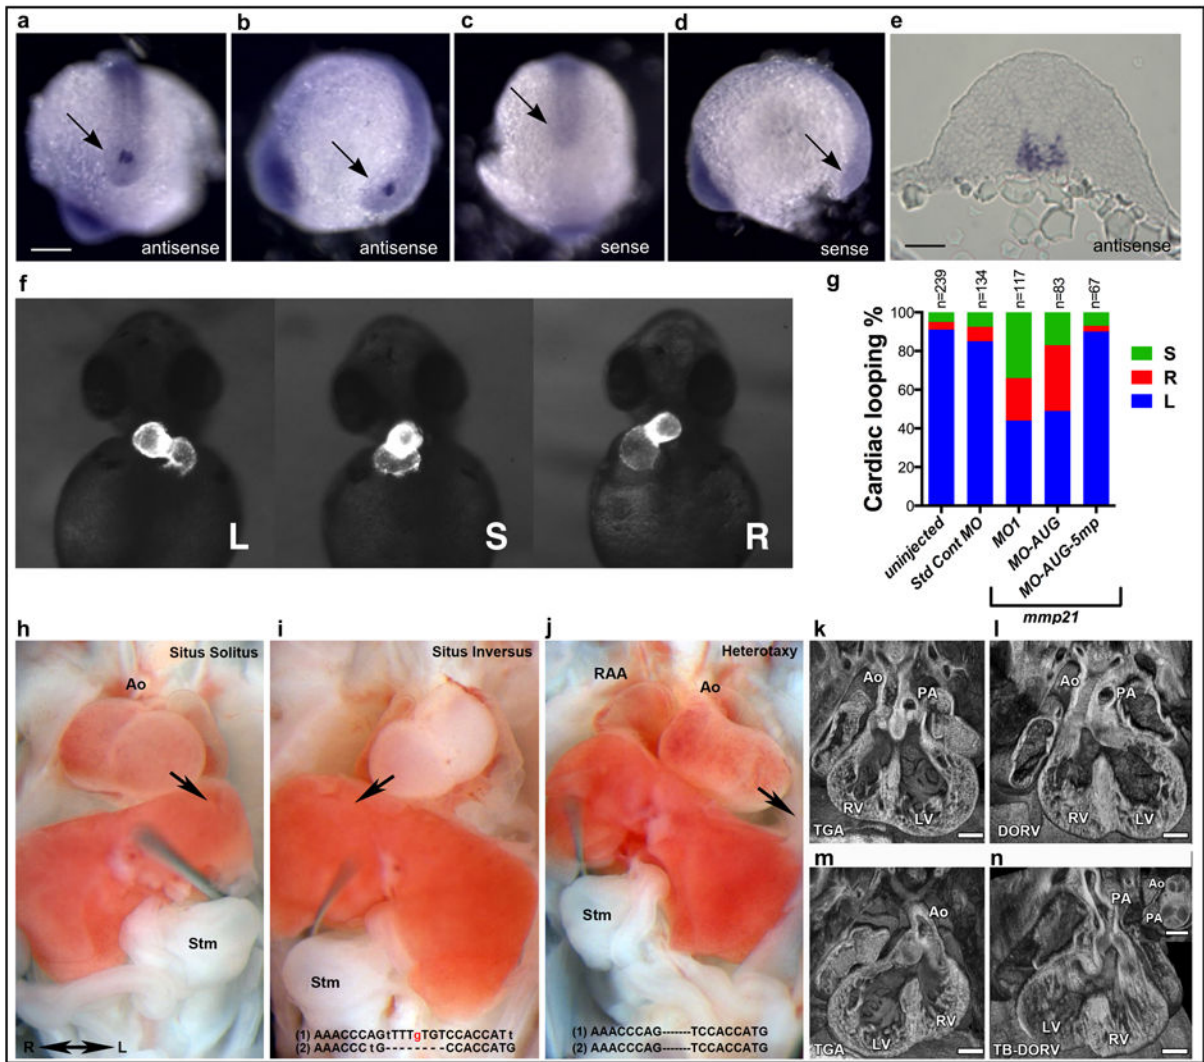 a
b
c
d
e
antisense
antisense
sense
sense
antisense
f
L
S
R
g
Cardiac looping %
100
80
60
40
20
0
n=239
n=134
n=117
n=83
n=67
S
R
L
uninjected
Std Cont MO
MO1
MO-AUG
MO-AUG-5mp
mmp21
h
Situs Solitus
Ao
Stm
R L
i
Situs Inversus
Stm
(1) AAACCCAGtTTTgTGTCCACCATt
(2) AAACCCtG----------CCACCATG
j
Heterotaxy
RAA
Ao
Stm
(1) AAACCCAG-------TCCACCATG
(2) AAACCCAG-------TCCACCATG
k
Ao
PA
RV
LV
TGA
l
Ao
PA
RV
LV
DORV
m
Ao
RV
TGA
n
PA
Ao
PA
LV
RV
TB-DORV